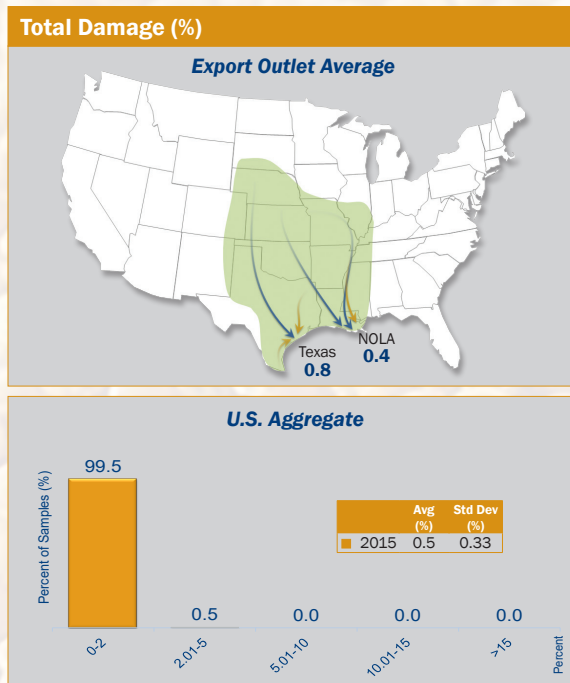 Total Damage (%)
Export Outlet Average
Texas
0.8
NOLA
0.4
U.S. Aggregate
Percent of Samples (%)
99.5
0.5
0.0
0.0
0.0
Avg (%) Std Dev (%)
2015 0.5 0.33
0-2
2.01-5
5.01-10
10.01-15
>15
Percent